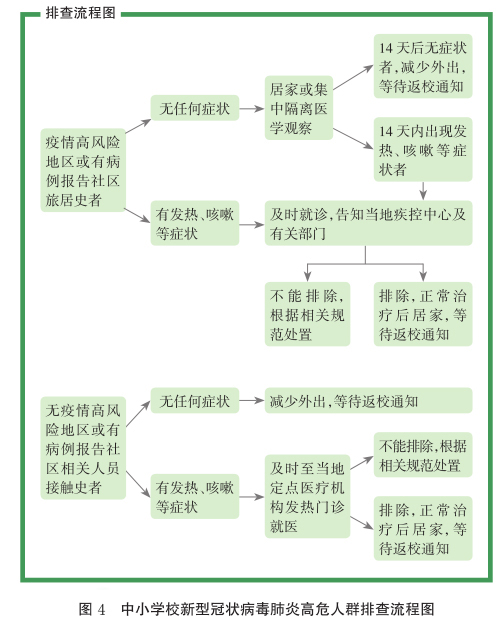 排查流程图
疫情高风险
地区或有病
例报告社区
旅居史者
无任何症状
居家或集
中隔离医
学观察
14 天后无症状
者,减少外出,
等待返校通知
14 天内出现发
热、咳嗽等症
状者
有发热、咳嗽
等症状
及时就诊,告知当地疾控中心及
有关部门
不能排除,
根据相关规
范处置
排除,正常治
疗后居家,等
待返校通知
无疫情高风
险地区或有
病例报告社
区相关人员
接触史者
无任何症状
减少外出,等待返校通知
有发热、咳嗽
等症状
及时至当地
定点医疗机
构发热门诊
就医
不能排除,根据
相关规范处置
排除,正常治
疗后居家,等
待返校通知
图 4 中小学校新型冠状病毒肺炎高危人群排查流程图